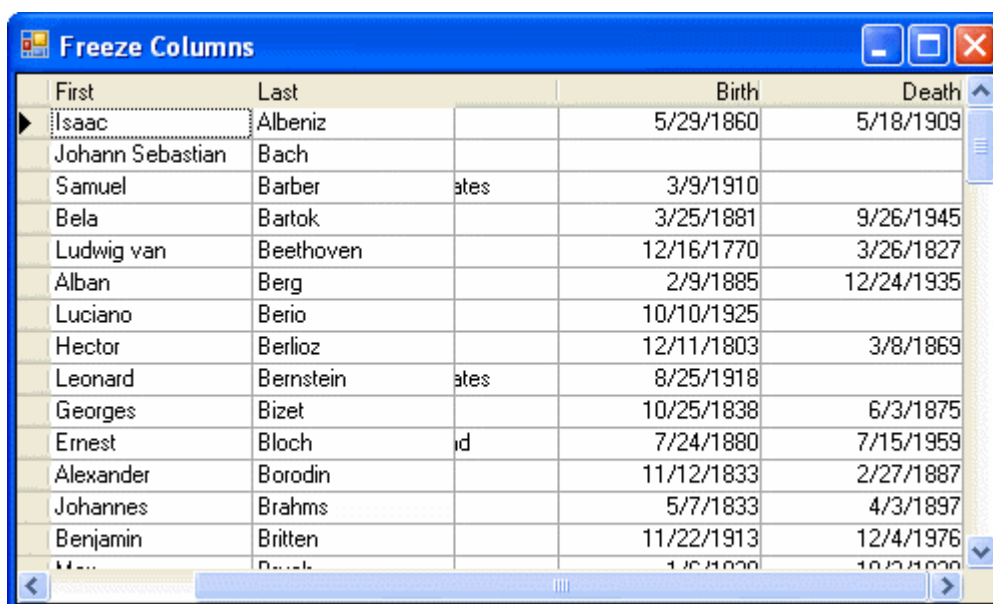 Freeze Columns
First Last Birth Death
Isaac Albeniz 5/29/1860 5/18/1909
Johann Sebastian Bach
Samuel Barber ates 3/9/1910
Bela Bartok 3/25/1881 9/26/1945
Ludwig van Beethoven 12/16/1770 3/26/1827
Alban Berg 2/9/1885 12/24/1935
Luciano Berio 10/10/1925
Hector Berlioz 12/11/1803 3/8/1869
Leonard Bernstein ates 8/25/1918
Georges Bizet 10/25/1838 6/3/1875
Ernest Bloch nd 7/24/1880 7/15/1959
Alexander Borodin 11/12/1833 2/27/1887
Johannes Brahms 5/7/1833 4/3/1897
Benjamin Britten 11/22/1913 12/4/1976